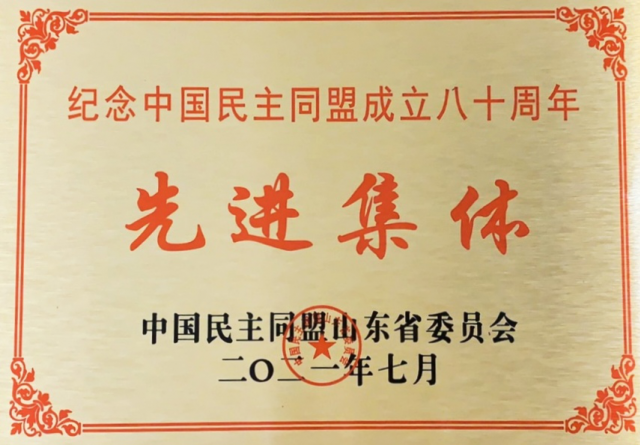 纪念中国民主同盟成立八十周年
先进集体
中国民主同盟山东省委员会
二〇二一年七月